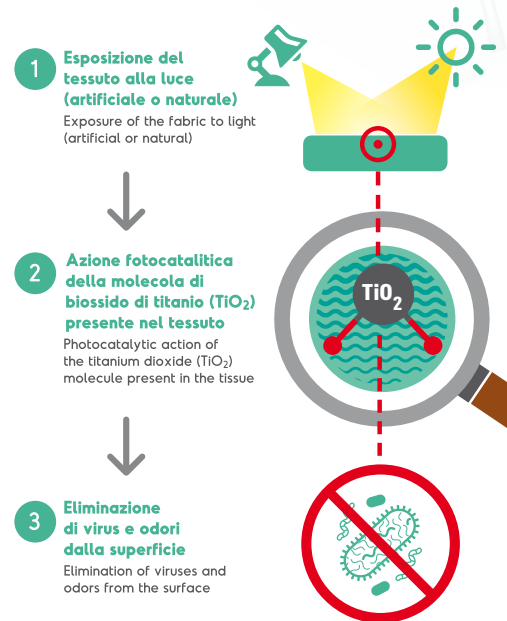 1
Esposizione del
tessuto alla luce
(artificiale o naturale)
Exposure of the fabric to light
(artificial or natural)
2
Azione fotocatalitica
della molecola di
biossido di titanio (TiO₂)
presente nel tessuto
Photocatalytic action of
the titanium dioxide (TiO₂)
molecule present in the tissue
TiO₂
3
Eliminazione
di virus e odori
dalla superficie
Elimination of viruses and
odors from the surface